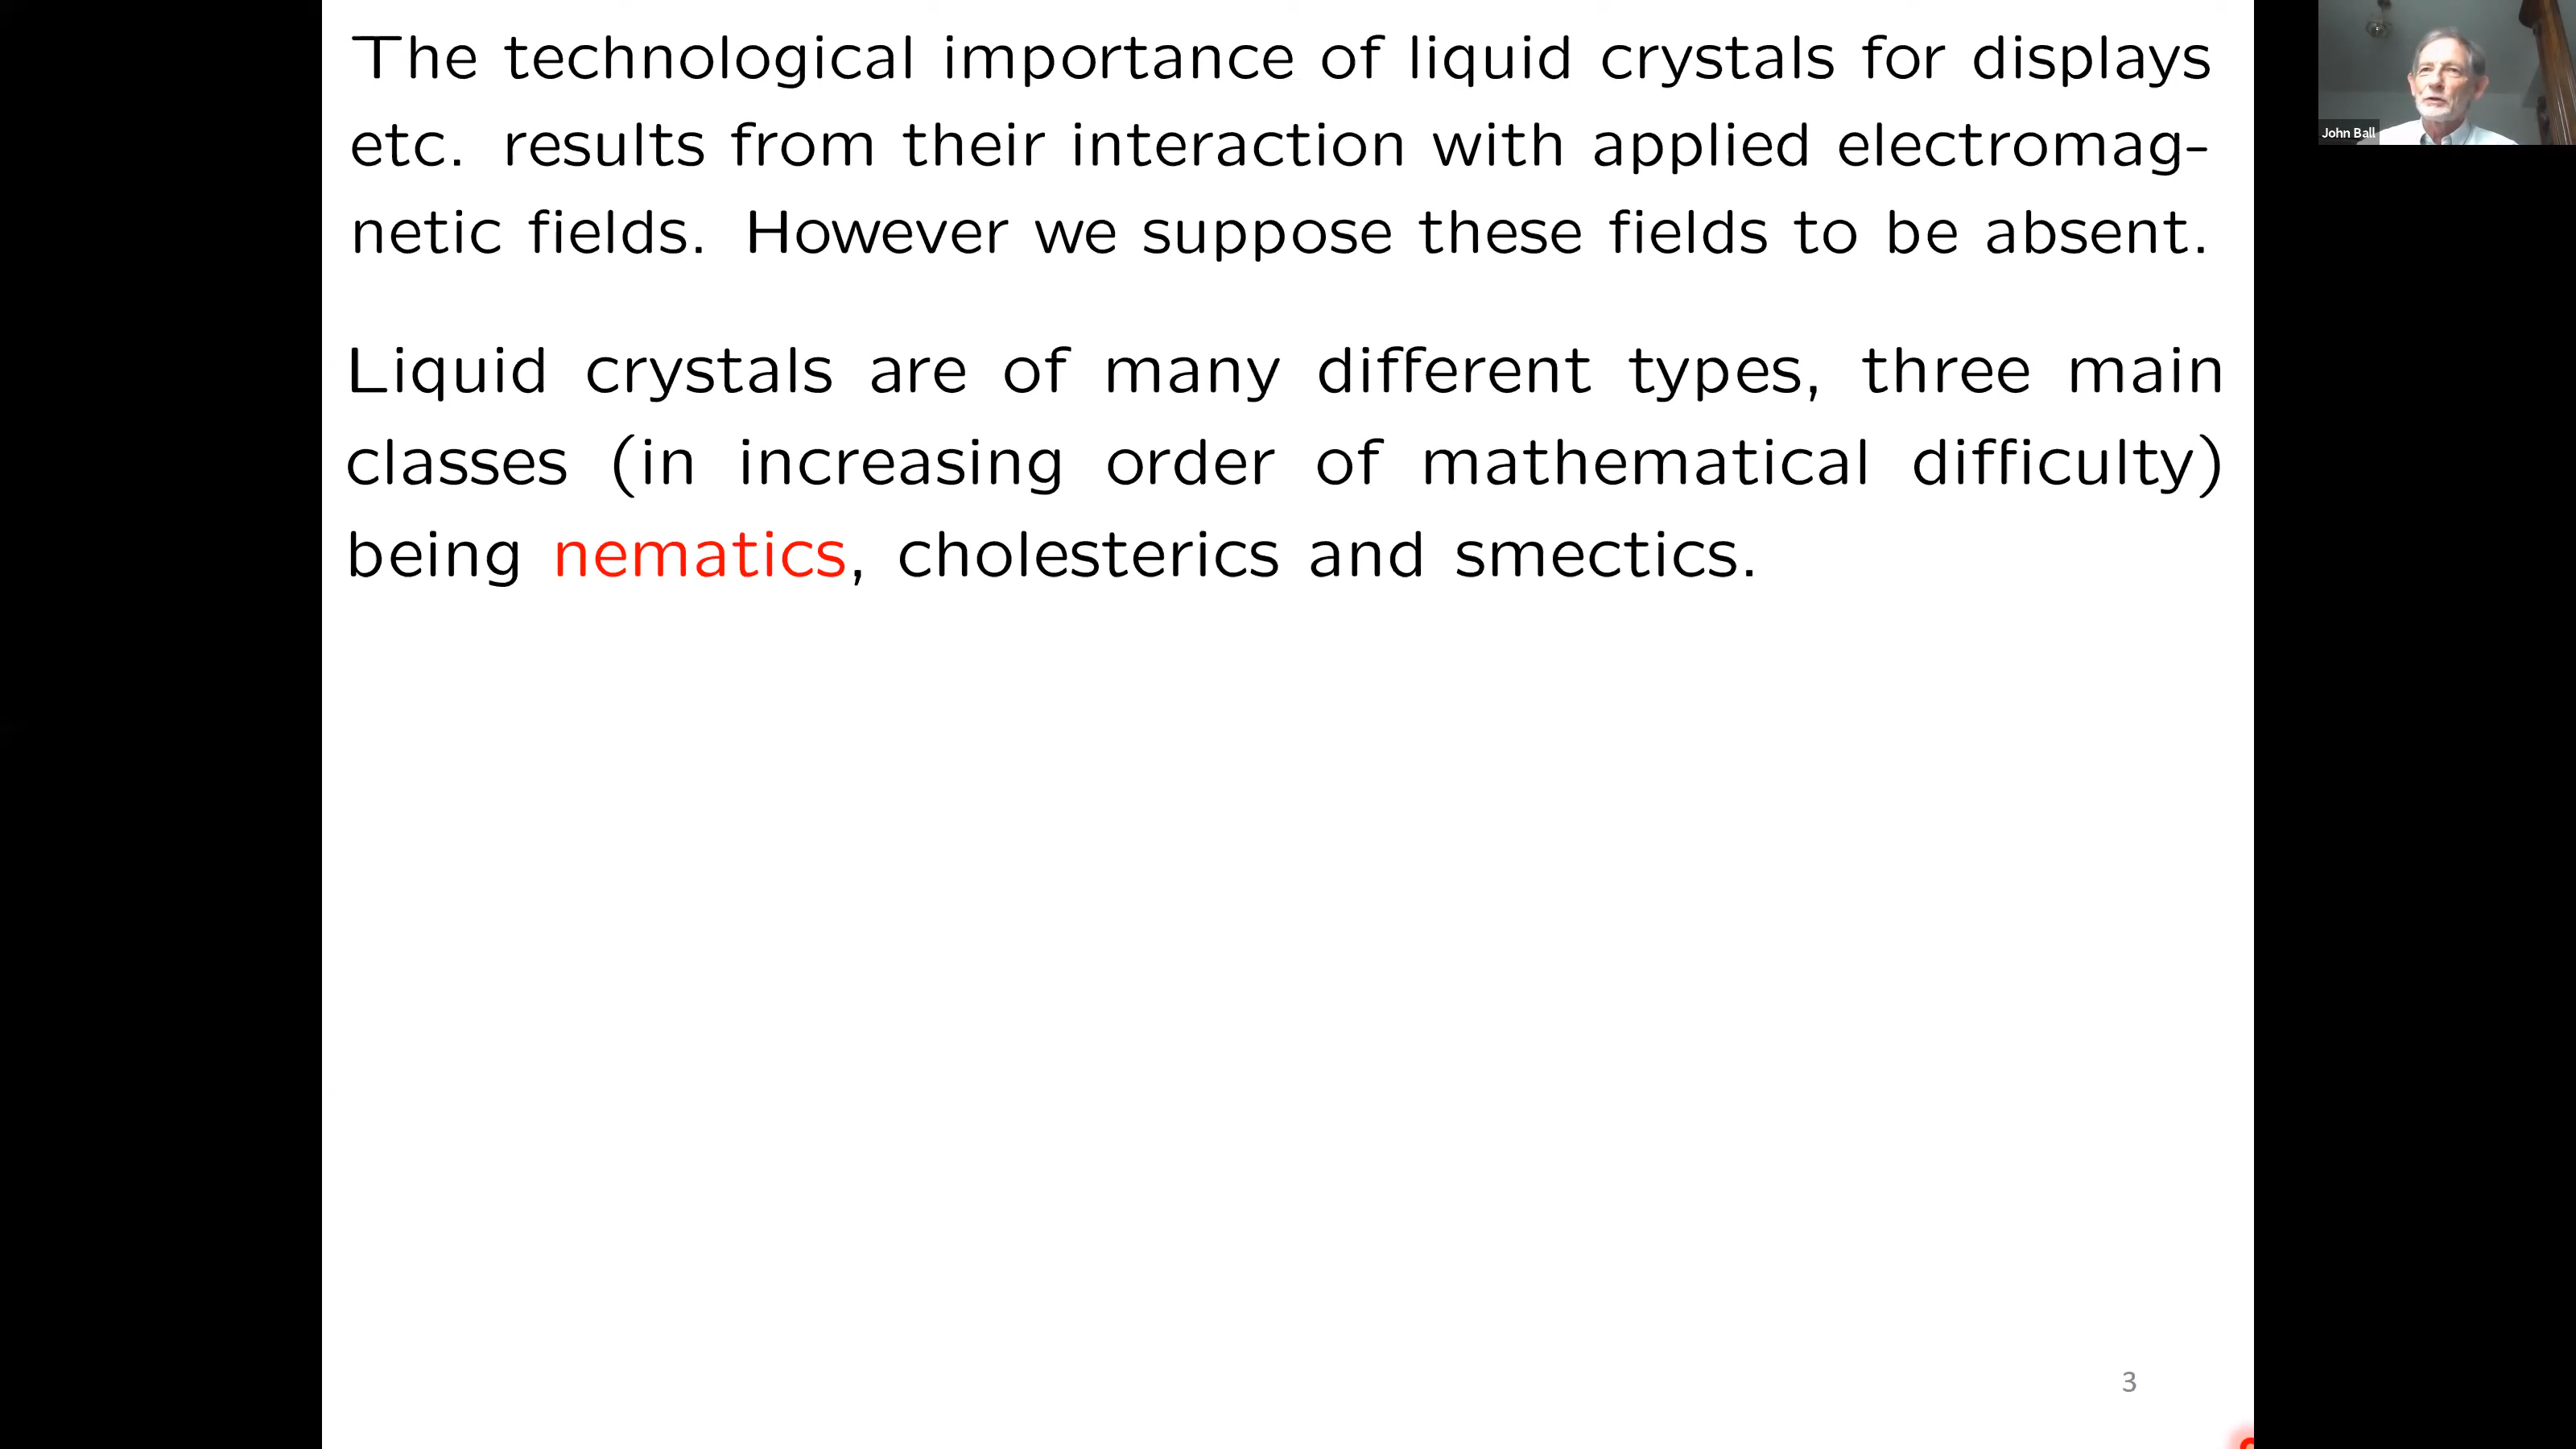 The technological importance of liquid crystals for displays
etc. results from their interaction with applied electromag-
netic fields. However we suppose these fields to be absent.
Liquid crystals are of many different types, three main
classes (in increasing order of mathematical difficulty)
being nematics, cholesterics and smectics.
3
John Ball